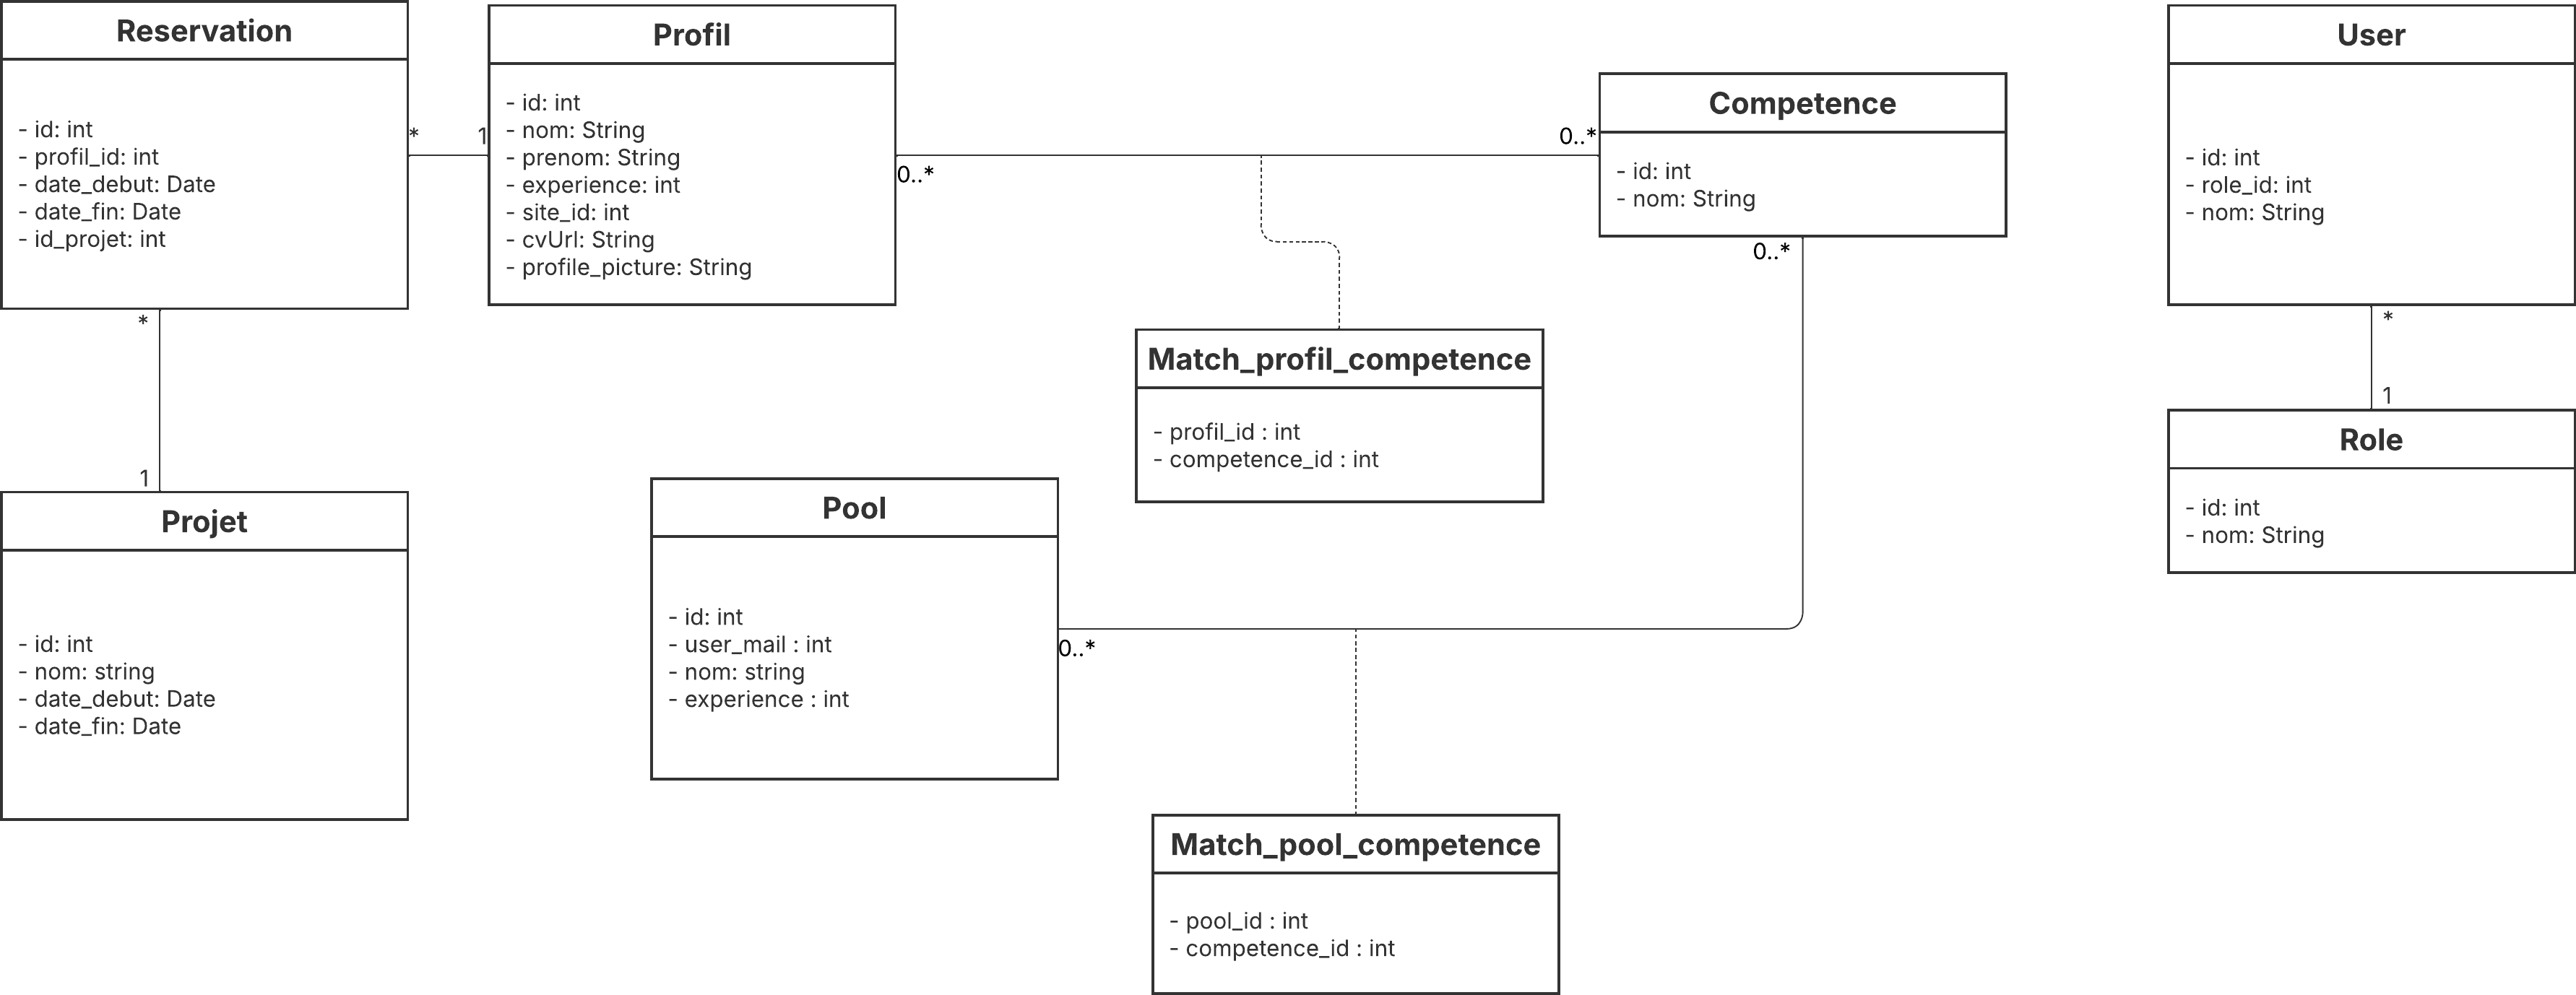 Reservation
- id: int
- profil_id: int
- date_debut: Date
- date_fin: Date
- id_projet: int
*
1
Profil
- id: int
- nom: String
- prenom: String
- experience: int
- site_id: int
- cvUrl: String
- profile_picture: String
0..*
0..*
Competence
- id: int
- nom: String
0..*
User
- id: int
- role_id: int
- nom: String
*
1
Role
- id: int
- nom: String
*
1
Projet
- id: int
- nom: string
- date_debut: Date
- date_fin: Date
Match_profil_competence
- profil_id : int
- competence_id : int
Pool
- id: int
- user_mail : int
- nom: string
- experience : int
0..*
Match_pool_competence
- pool_id : int
- competence_id : int